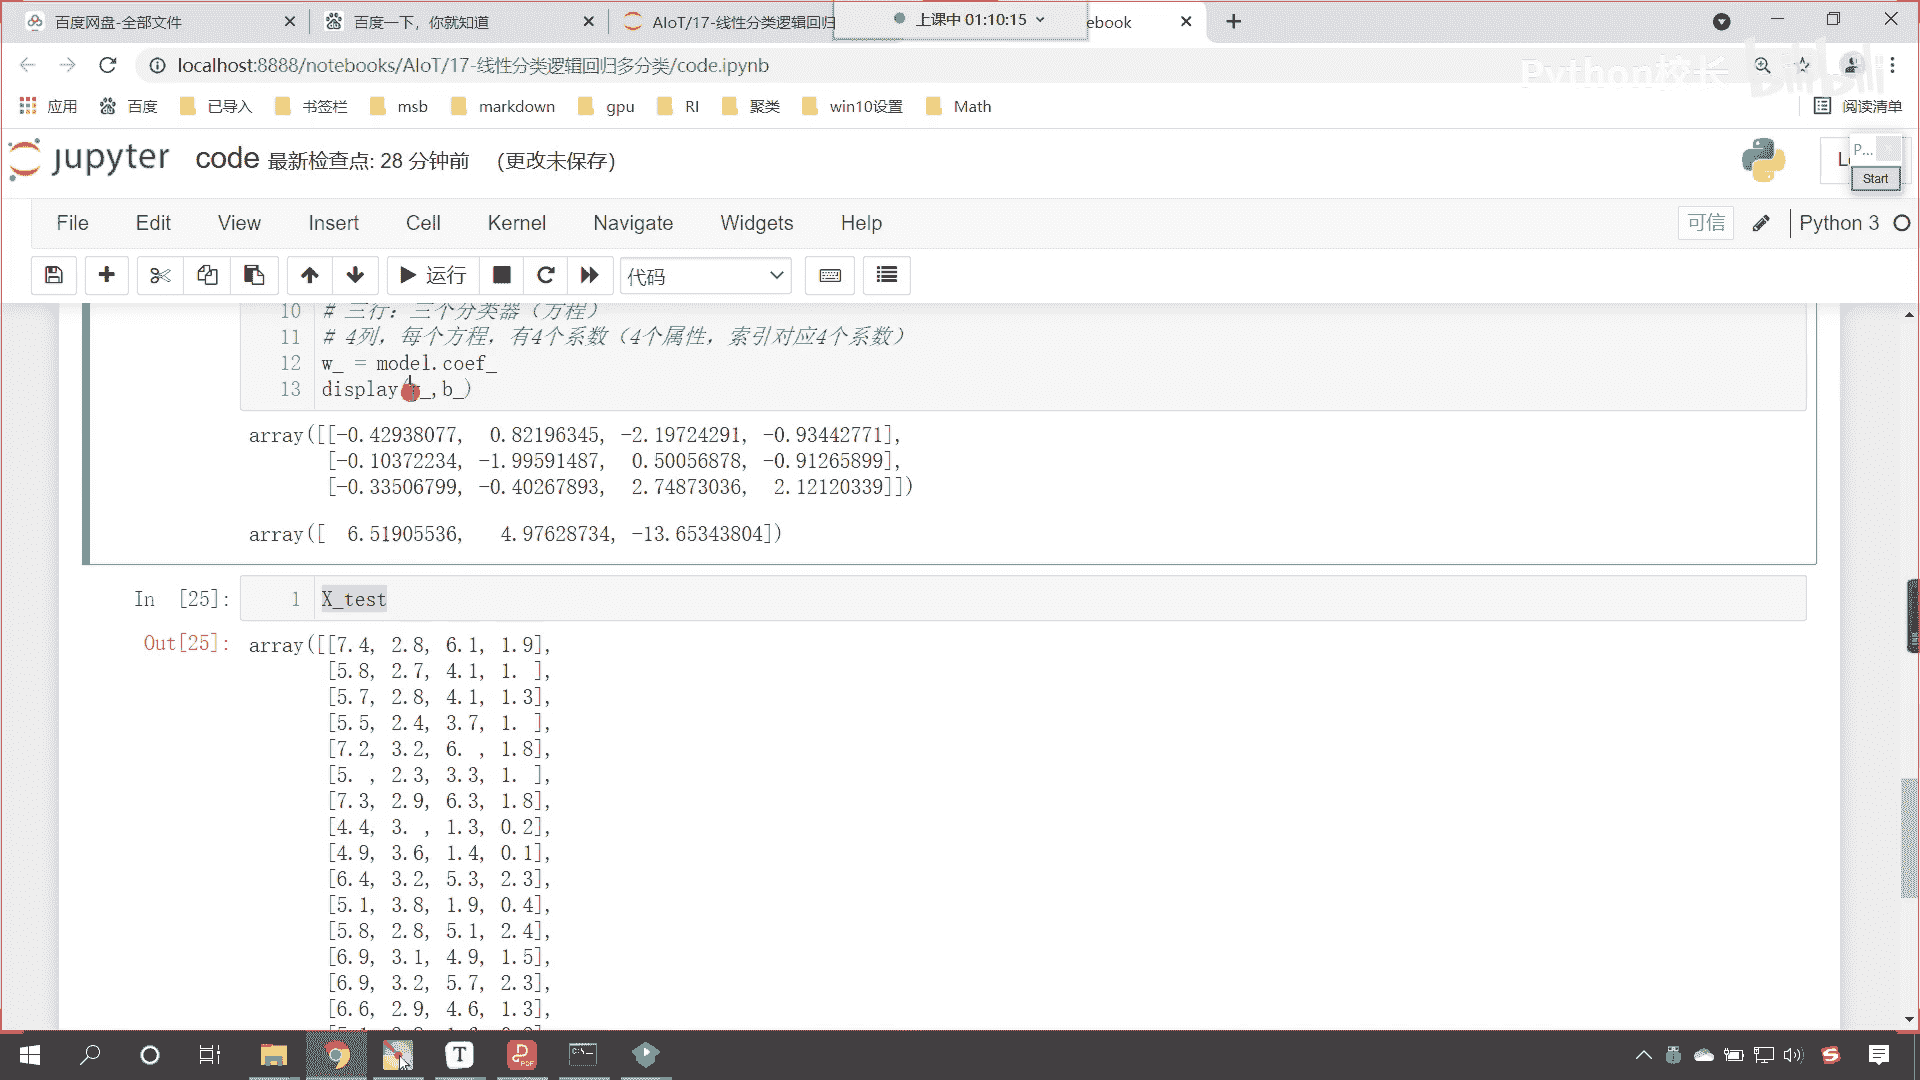 百度网盘-全部文件
百度一下，你就知道
AIoT/17-线性分类逻辑回归
上课中 01:10:15
ebook
localhost:8888/notebooks/AIoT/17-线性分类逻辑回归多分类/code.ipynb
Python校长
bilibili
应用 百度 已导入 书签栏 msb markdown gpu RI 聚类 win10设置 Math 阅读清单
jupyter code 最新检查点: 28 分钟前 (更改未保存)
P...
Start
File Edit View Insert Cell Kernel Navigate Widgets Help 可信 Python 3
运行 代码
10 # 三行：三个分类器（方程）
11 # 4列，每个方程，有4个系数（4个属性，索引对应4个系数）
12 w_ = model.coef_
13 display(w_,b_)
array([[-0.42938077, 0.82196345, -2.19724291, -0.93442771],
[-0.10372234, -1.99591487, 0.50056878, -0.91265899],
[-0.33506799, -0.40267893, 2.74873036, 2.12120339]])
array([ 6.51905536, 4.97628734, -13.65343804])
In [25]: 1 X_test
Out[25]: array([[7.4, 2.8, 6.1, 1.9],
[5.8, 2.7, 4.1, 1. ],
[5.7, 2.8, 4.1, 1.3],
[5.5, 2.4, 3.7, 1. ],
[7.2, 3.2, 6. , 1.8],
[5. , 2.3, 3.3, 1. ],
[7.3, 2.9, 6.3, 1.8],
[4.4, 3. , 1.3, 0.2],
[4.9, 3.6, 1.4, 0.1],
[6.4, 3.2, 5.3, 2.3],
[5.1, 3.8, 1.9, 0.4],
[5.8, 2.8, 5.1, 2.4],
[6.9, 3.1, 4.9, 1.5],
[6.9, 3.2, 5.7, 2.3],
[6.6, 2.9, 4.6, 1.3],